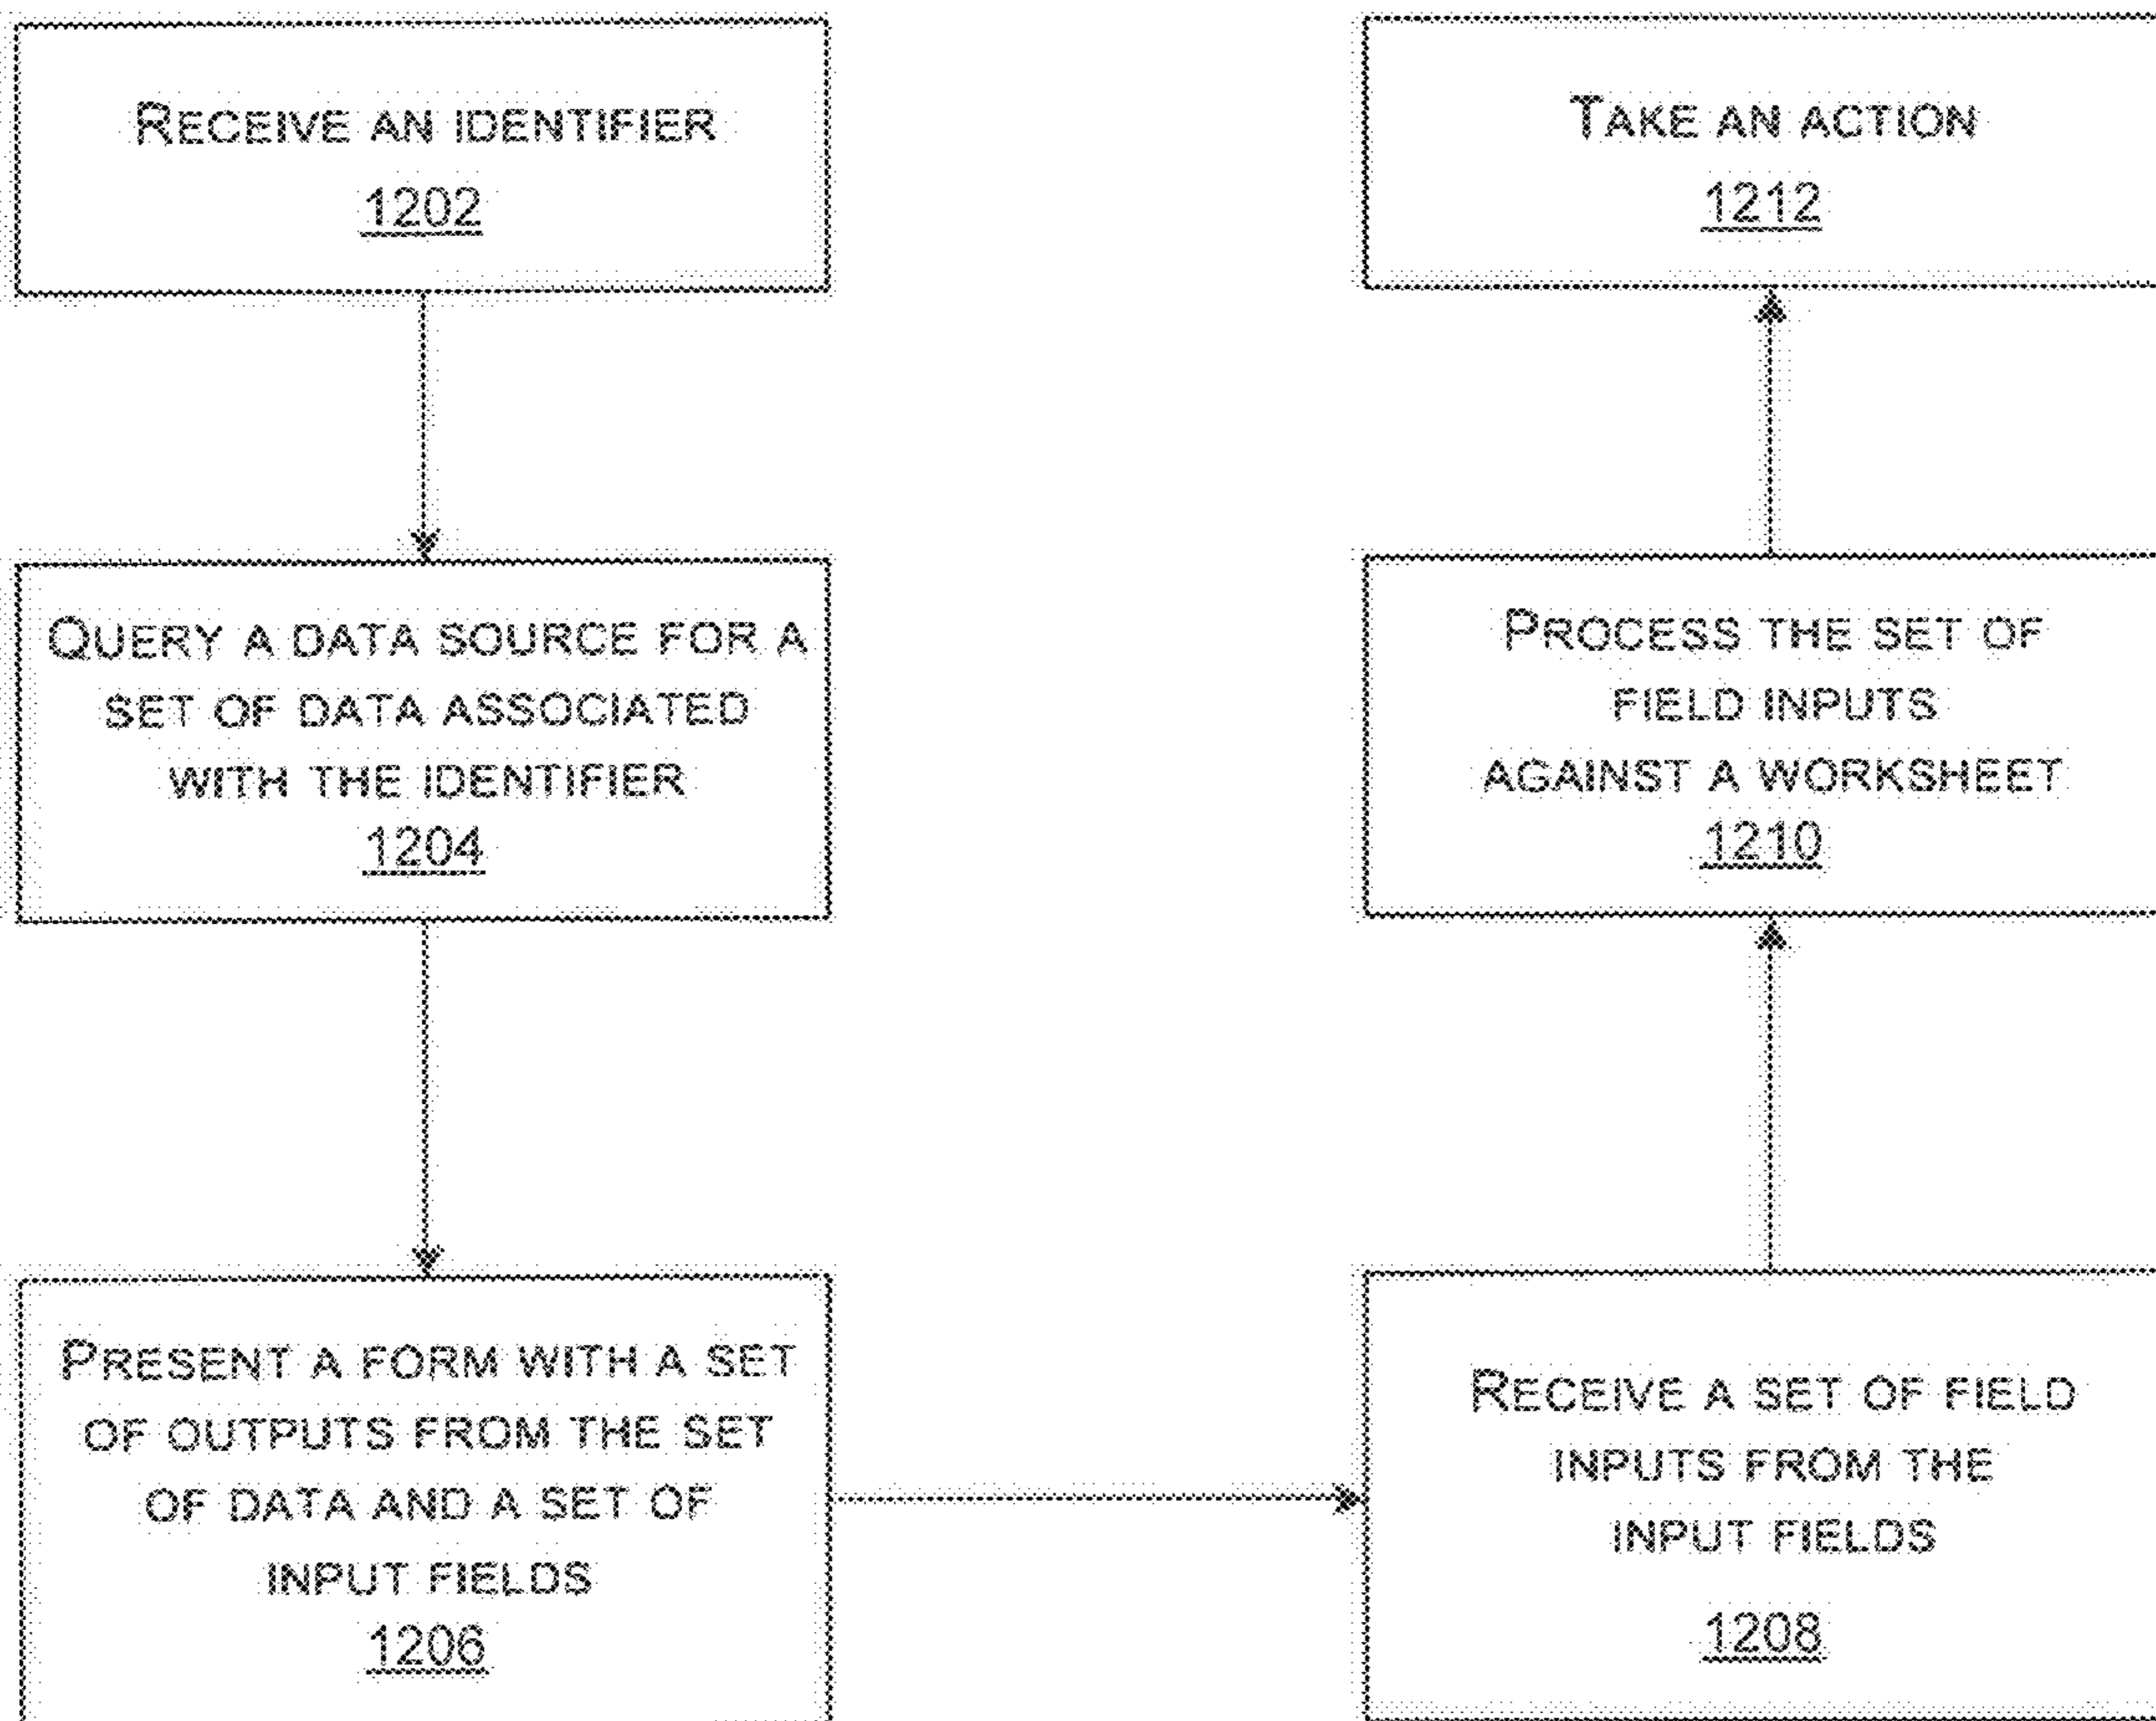 RECEIVE AN IDENTIFIER
1202
QUERY A DATA SOURCE FOR A
SET OF DATA ASSOCIATED
WITH THE IDENTIFIER
1204
PRESENT A FORM WITH A SET
OF OUTPUTS FROM THE SET
OF DATA AND A SET OF
INPUT FIELDS
1206
RECEIVE A SET OF FIELD
INPUTS FROM THE
INPUT FIELDS
1208
PROCESS THE SET OF
FIELD INPUTS
AGAINST A WORKSHEET
1210
TAKE AN ACTION
1212